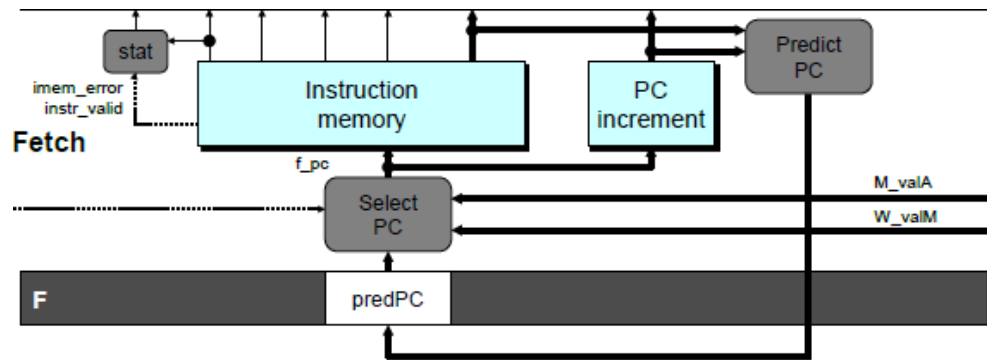 stat
Predict
PC
imem_error
instr_valid
Instruction
memory
PC
increment
Fetch
f_pc
M_valA
Select
PC
W_valM
F
predPC